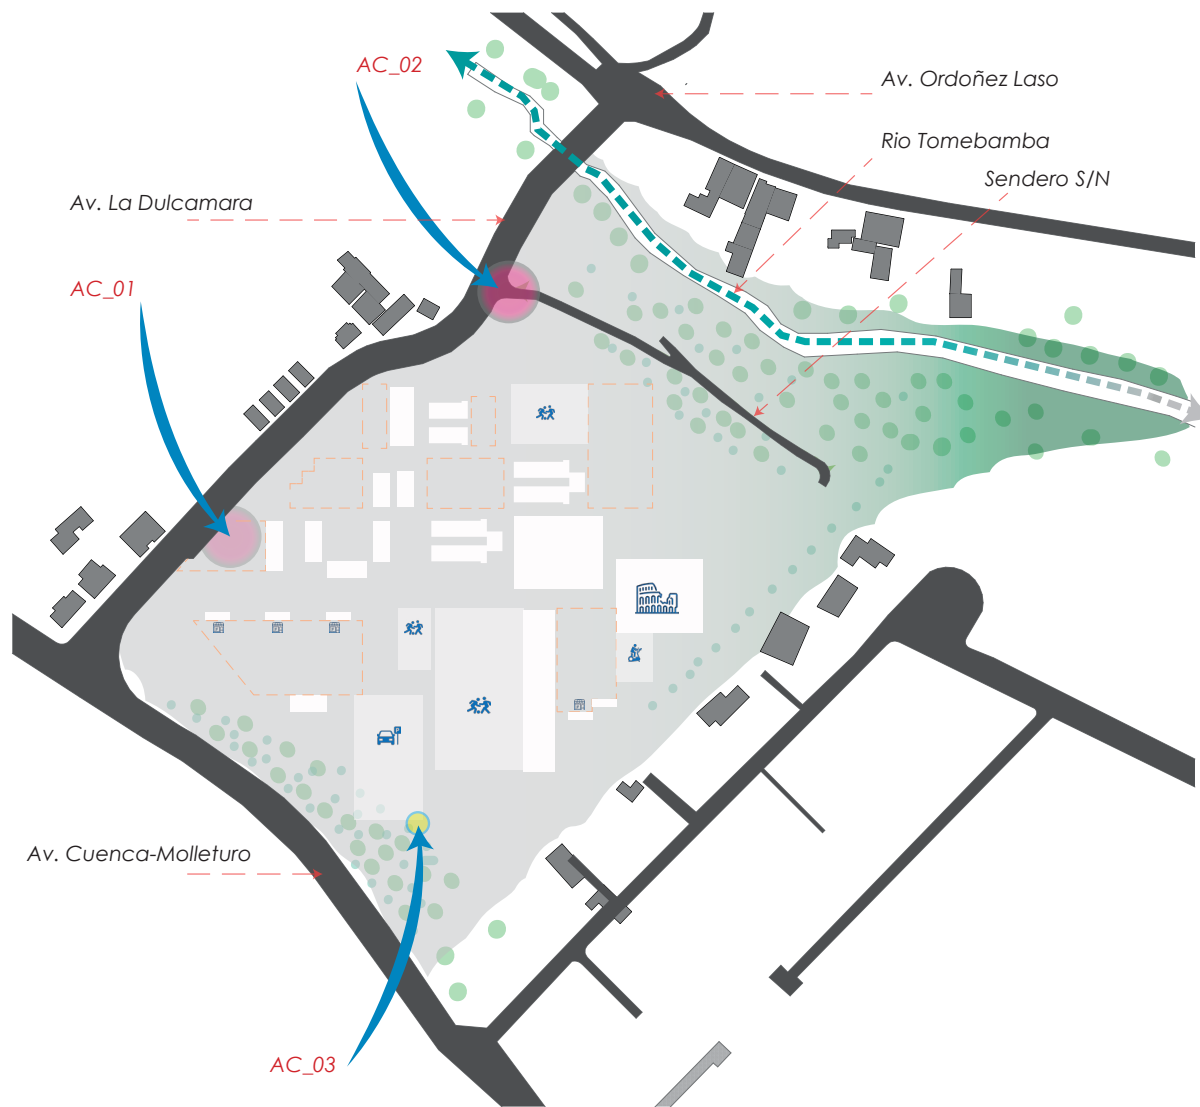 AC_02
Av. Ordoñez Laso
Rio Tomebamba
Sendero S/N
Av. La Dulcamara
AC_01
Av. Cuenca-Molleturo
AC_03